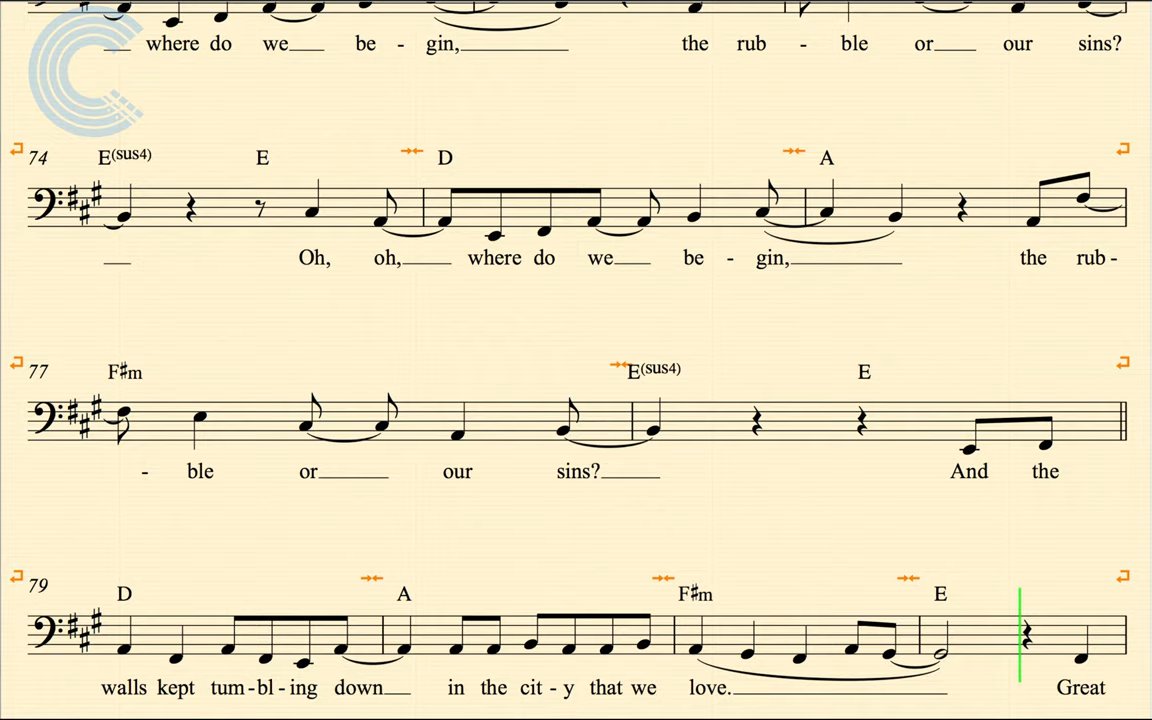 where do we be - gin, the rub - ble or our sins?
74 E(sus4) E D A
Oh, oh, where do we be - gin, the rub -
77 F♯m E(sus4) E
- ble or our sins? And the
79 D A F♯m E
walls kept tum - bl - ing down in the cit - y that we love. Great